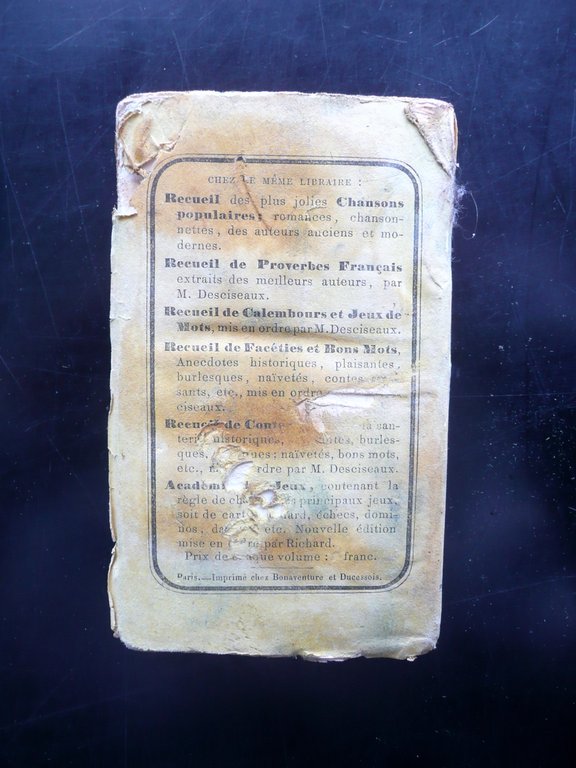 CHEZ LE MÊME LIBRAIRE :
Recueil des plus jolies Chansons
populaires; romances, chanson-
nettes, des auteurs anciens et mo-
dernes.
Recueil de Proverbes Français
extraits des meilleurs auteurs, par
M. Desciseaux.
Recueil de Calembours et Jeux de
Mots, mis en ordre par M. Desciseaux.
Recueil de Facéties et Bons Mots,
Anecdotes historiques, plaisantes,
burlesques, naïvetés, contes
sants, etc., mis en ordre
ciseaux.
Recueil de
historiques, burles-
ques, naïvetés, bons mots,
etc., par M. Desciseaux.
Jeux, contenant la
règle de principaux jeux,
soit de échecs, domi-
nos, etc. Nouvelle édition
mise en par Richard.
Prix de volume : franc.
Paris.—Imprimé chez Bonaventure et Ducessois.